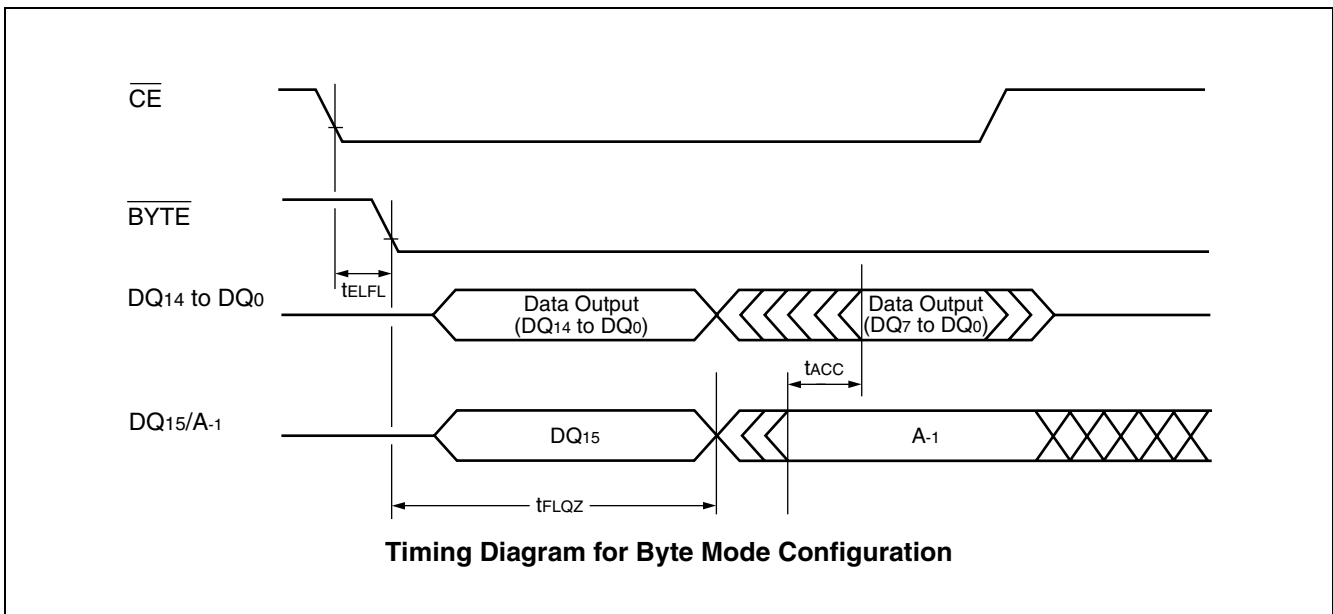 CE
BYTE
tELFL
DQ14 to DQ0
Data Output
(DQ14 to DQ0)
Data Output
(DQ7 to DQ0)
tACC
DQ15/A-1
DQ15
A-1
tFLQZ
Timing Diagram for Byte Mode Configuration